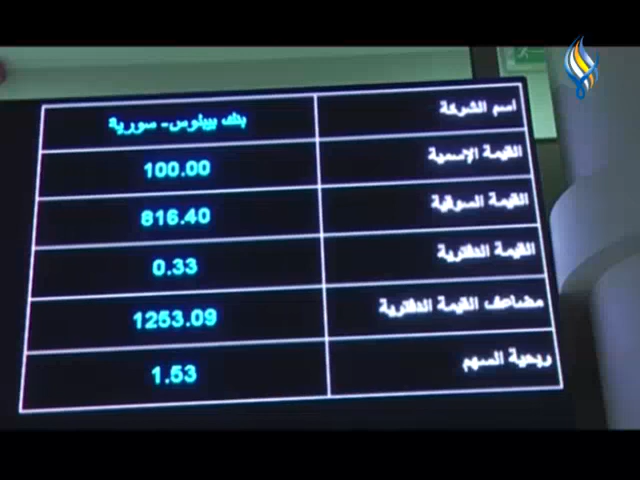 اسم الشركة بنك بيبلوس- سورية
القيمة الإسمية 100.00
القيمة السوقية 816.40
القيمة الدفترية 0.33
مضاعف القيمة الدفترية 1253.09
ربحية السهم 1.53